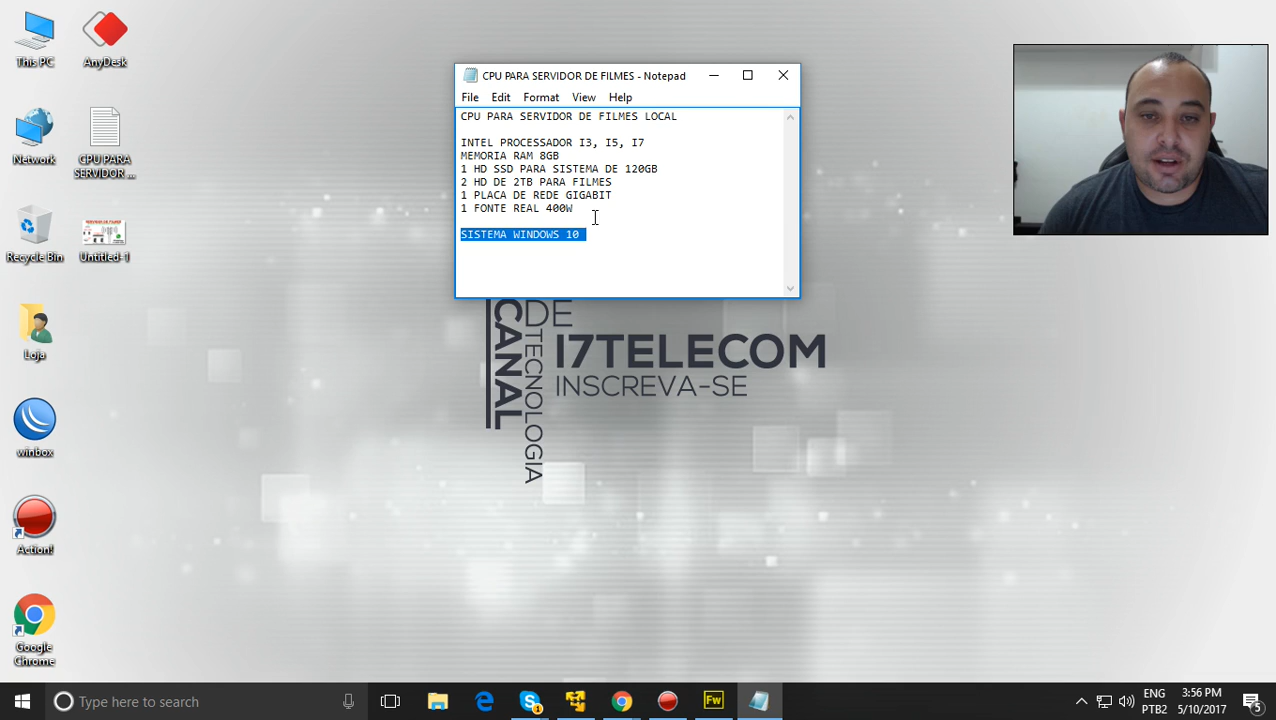 This PC
AnyDesk
Network
CPU PARA
SERVIDOR ...
Recycle Bin
Untitled-1
Loja
winbox
Action!
Google
Chrome
CPU PARA SERVIDOR DE FILMES - Notepad
File Edit Format View Help
CPU PARA SERVIDOR DE FILMES LOCAL
INTEL PROCESSADOR I3, I5, I7
MEMORIA RAM 8GB
1 HD SSD PARA SISTEMA DE 120GB
2 HD DE 2TB PARA FILMES
1 PLACA DE REDE GIGABIT
1 FONTE REAL 400W
SISTEMA WINDOWS 10
CANAL
DE
TECNOLOGIA
I7TELECOM
INSCREVA-SE
Type here to search
1
Fw
ENG
PTB2
3:56 PM
5/10/2017
5